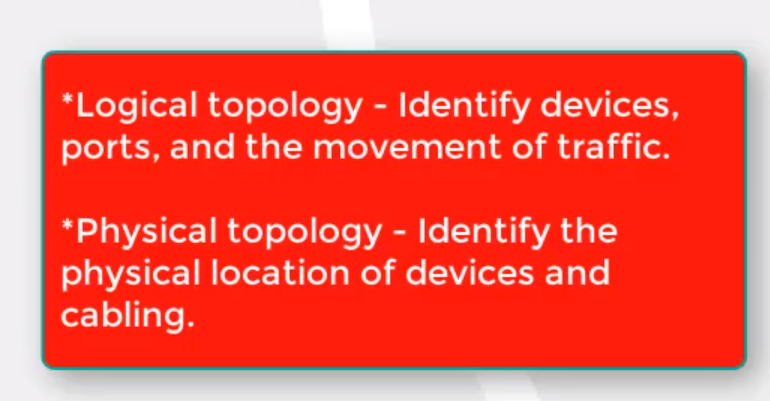 *Logical topology - Identify devices,
ports, and the movement of traffic.
*Physical topology - Identify the
physical location of devices and
cabling.